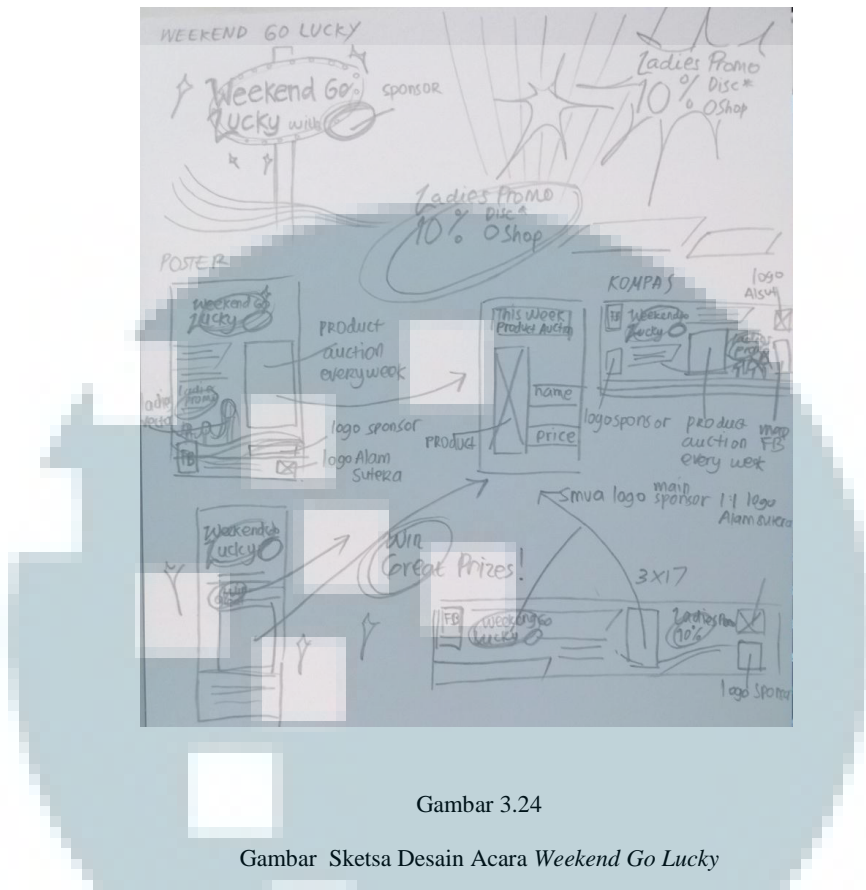 WEEKEND GO LUCKY
Weekend Go
Lucky with
sponsor
Ladies Promo
10% Disc*
@Shop
Ladies Promo
10% Disc*
@Shop
POSTER
Weekend Go
Lucky
product
auction
everyweek
Ladies
Promo
FB
logo sponsor
logo Alam
Sutera
This week
Product Auction
name
price
PRODUCT
KOMPAS
logo
FB
Weekend Go
Lucky
logo sponsor
product
auction
every week
map
FB
logo
main
sponsor
logo
Alam sutera
Weekend Go
Lucky
Win
Great Prizes!
3x17
FB
Weekend Go
Lucky
Ladies Promo
10%
logo sponsor
Gambar 3.24
Gambar Sketsa Desain Acara Weekend Go Lucky